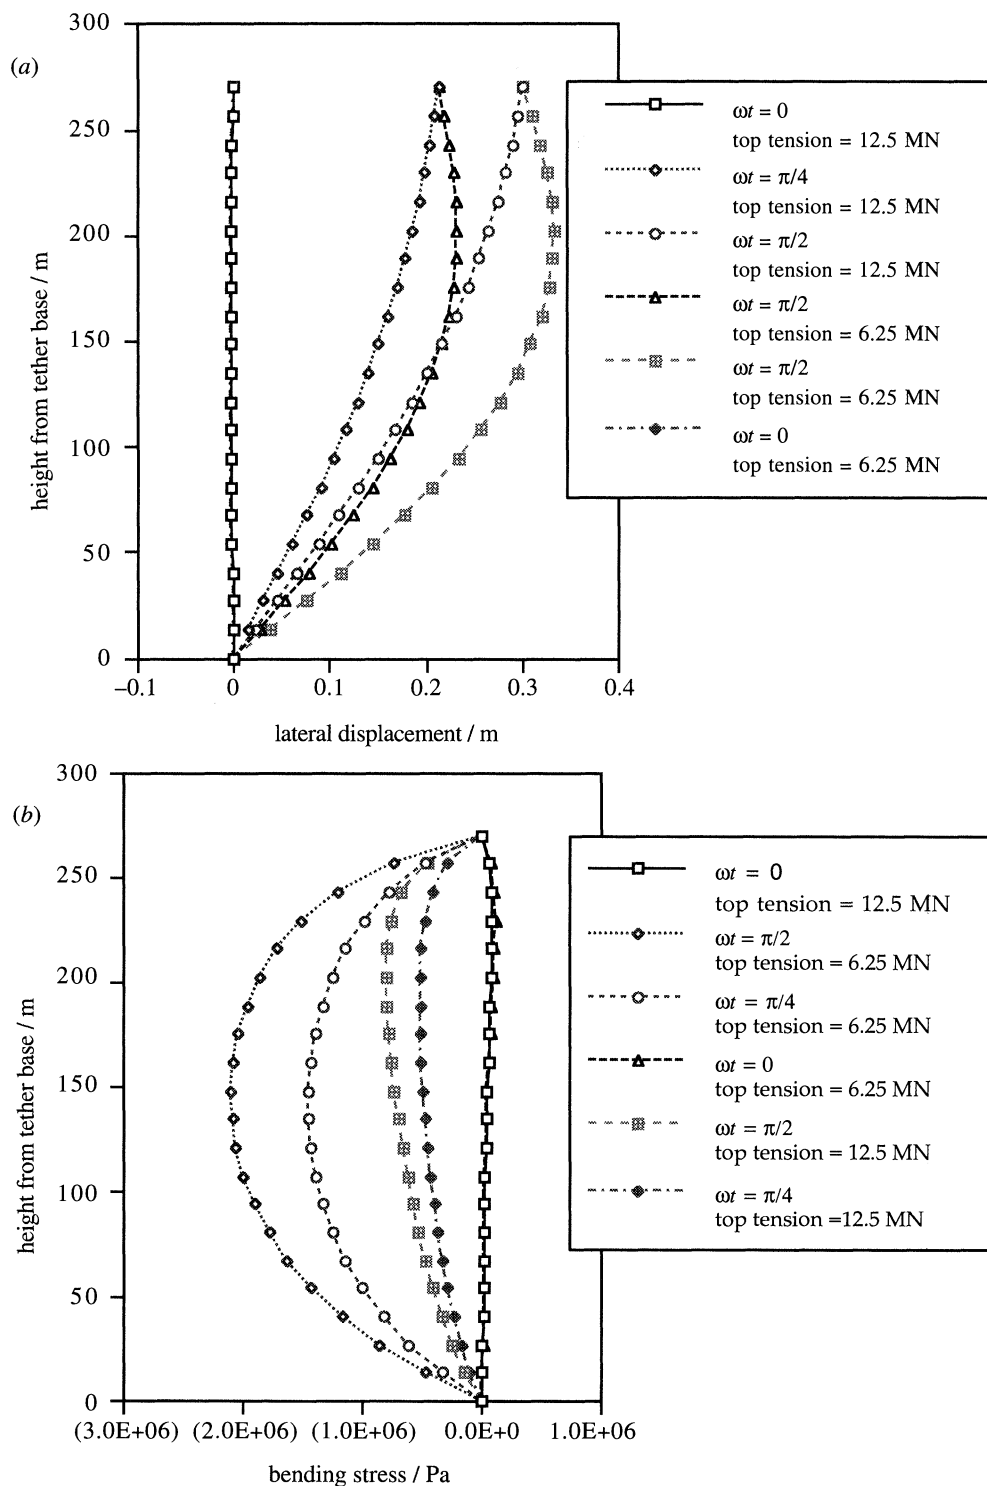 (a)
300
250
200
150
100
50
0
height from tether base / m
–0.1
0
0.1
0.2
0.3
0.4
lateral displacement / m
ωt = 0
top tension = 12.5 MN
ωt = π/4
top tension = 12.5 MN
ωt = π/2
top tension = 12.5 MN
ωt = π/2
top tension = 6.25 MN
ωt = π/2
top tension = 6.25 MN
ωt = 0
top tension = 6.25 MN
(b)
300
250
200
150
100
50
0
height from tether base / m
(3.0E+06)
(2.0E+06)
(1.0E+06)
0.0E+0
1.0E+06
bending stress / Pa
ωt = 0
top tension = 12.5 MN
ωt = π/2
top tension = 6.25 MN
ωt = π/4
top tension = 6.25 MN
ωt = 0
top tension = 6.25 MN
ωt = π/2
top tension = 12.5 MN
ωt = π/4
top tension =12.5 MN